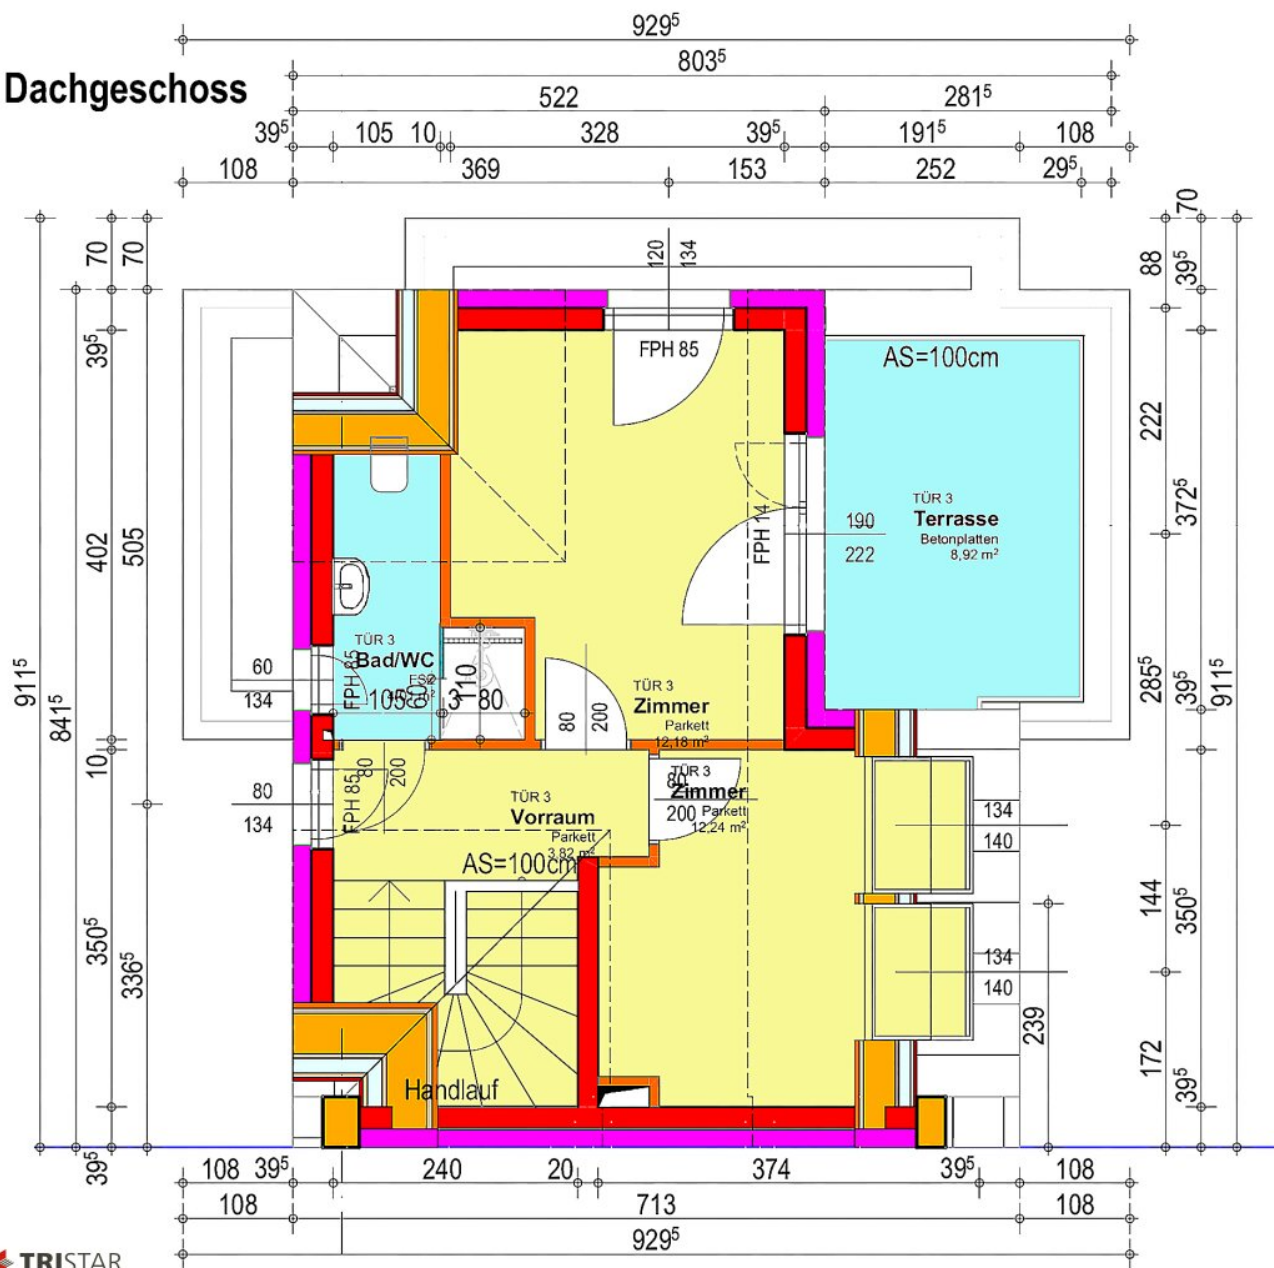 929⁵
803⁵
Dachgeschoss
522 281⁵
39⁵ 105 10 328 39⁵ 191⁵ 108
108 369 153 252 29⁵
70 70 120 134 88 39⁵ 70
39⁵
FPH 85
AS=100cm
222
402 505
FPH 14
190
222
TÜR 3
Terrasse
Betonplatten
8,92 m²
372⁵
911⁵ 841⁵
60
134
FPH 85
TÜR 3
Bad/WC
105 60 3 80
110
80 200
TÜR 3
Zimmer
Parkett
12,18 m²
285⁵ 39⁵ 911⁵
10
80
134
FPH 85
80 200
TÜR 3
Vorraum
Parkett
3,82 m²
AS=100cm
80
200
TÜR 3
Zimmer
Parkett
12,24 m²
134
140
144 350⁵
350⁵ 336⁵
134
140
239
172 39⁵
Handlauf
39⁵
108 39⁵ 240 20 374 39⁵ 108
108 713 108
929⁵
TRISTAR